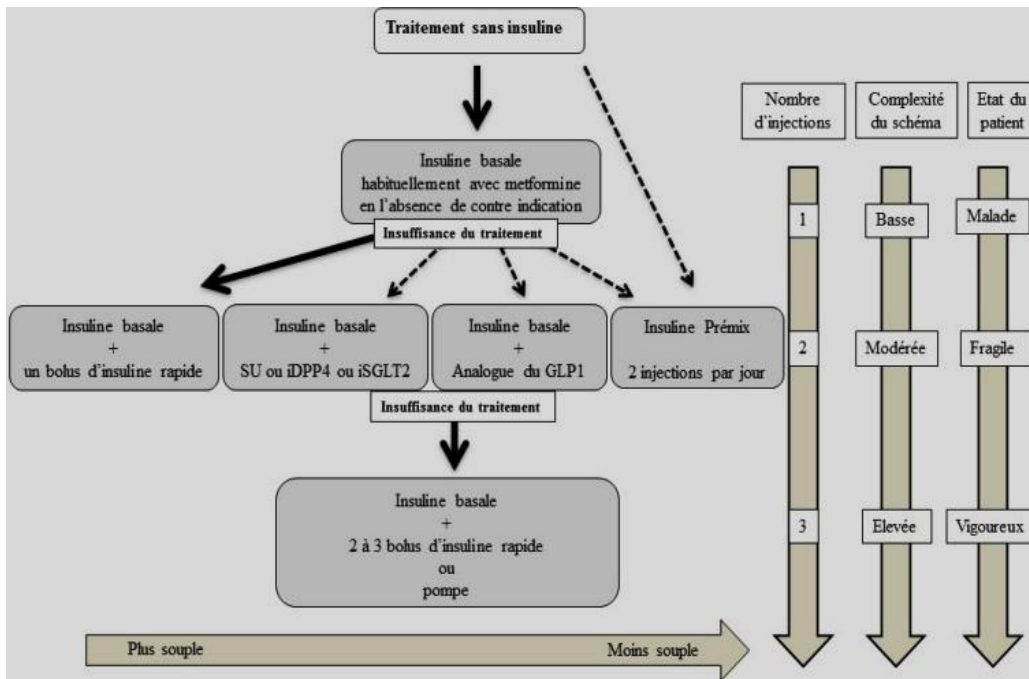 Traitement sans insuline
Insuline basale
habituellement avec metformine
en l'absence de contre indication
Insuffisance du traitement
Insuline basale
+
un bolus d'insuline rapide
Insuline basale
+
SU ou iDPP4 ou iSGLT2
Insuline basale
+
Analogue du GLP1
Insuline Prémix
2 injections par jour
Insuffisance du traitement
Insuline basale
+
2 à 3 bolus d'insuline rapide
ou
pompe
Plus souple
Moins souple
Nombre
d'injections
1
2
3
Complexité
du schéma
Basse
Modérée
Elevée
Etat du
patient
Malade
Fragile
Vigoureux